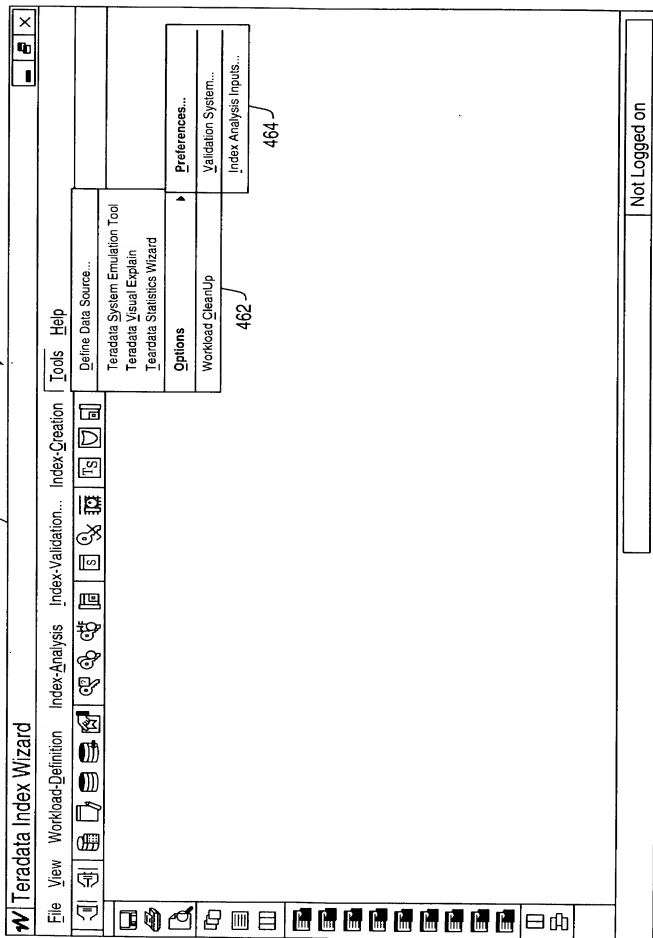 Teradata Index Wizard
File View Workload-Definition Index-Analysis Index-Validation... Index-Creation Tools Help
TS
S
Define Data Source...
Teradata System Emulation Tool
Teradata Visual Explain
Teardata Statistics Wizard
Options
Workload CleanUp
462
Preferences...
Validation System...
Index Analysis Inputs...
464
Not Logged on